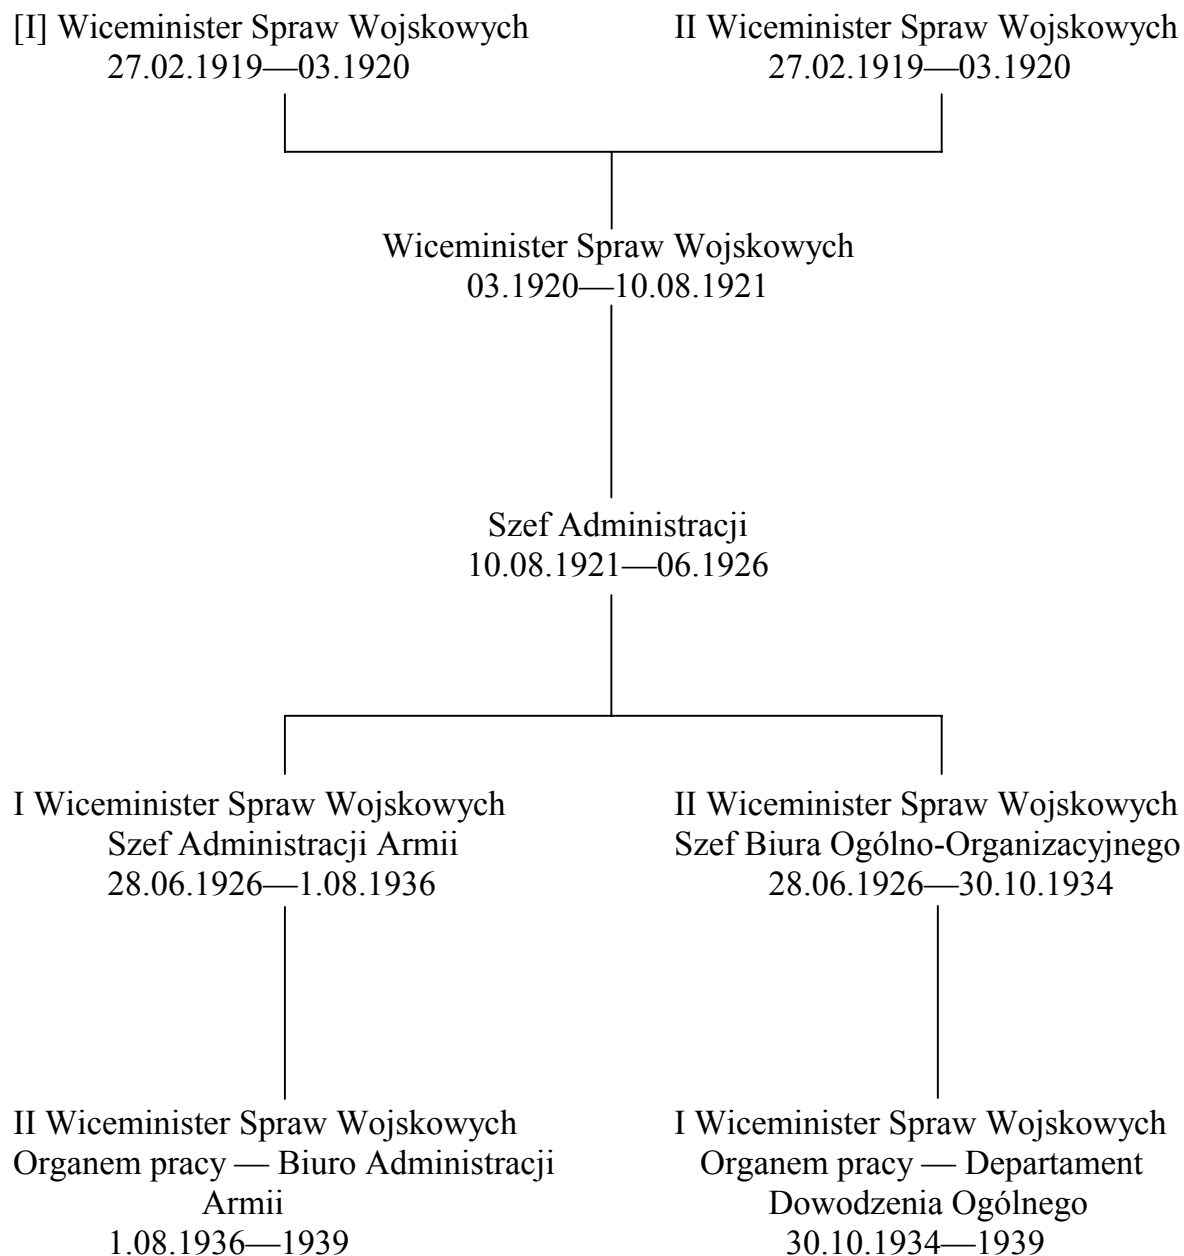 [I] Wiceminister Spraw Wojskowych
27.02.1919—03.1920
II Wiceminister Spraw Wojskowych
27.02.1919—03.1920
Wiceminister Spraw Wojskowych
03.1920—10.08.1921
Szef Administracji
10.08.1921—06.1926
I Wiceminister Spraw Wojskowych
Szef Administracji Armii
28.06.1926—1.08.1936
II Wiceminister Spraw Wojskowych
Szef Biura Ogólno-Organizacyjnego
28.06.1926—30.10.1934
II Wiceminister Spraw Wojskowych
Organem pracy — Biuro Administracji
Armii
1.08.1936—1939
I Wiceminister Spraw Wojskowych
Organem pracy — Departament
Dowodzenia Ogólnego
30.10.1934—1939